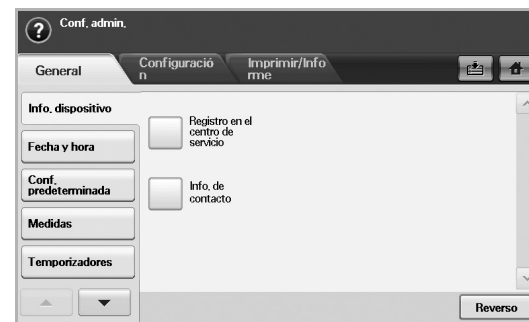 Conf. admin.
General
Configuració
n
Imprimir/Info
rme
Info. dispositivo
Fecha y hora
Conf.
predeterminada
Medidas
Temporizadores
Registro en el
centro de
servicio
Info. de
contacto
Reverso